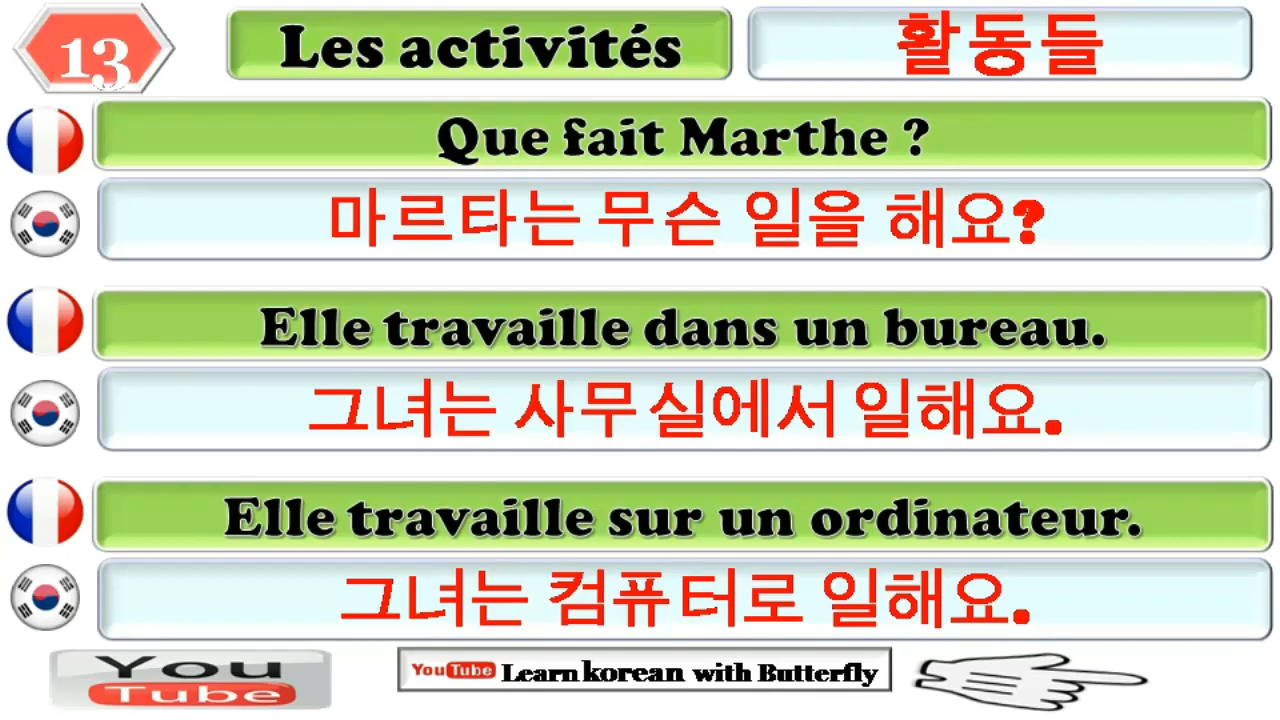 13
Les activités
활동들
Que fait Marthe ?
마르타는 무슨 일을 해요?
Elle travaille dans un bureau.
그녀는 사무실에서 일해요.
Elle travaille sur un ordinateur.
그녀는 컴퓨터로 일해요.
You
Tube
YouTube Learn korean with Butterfly